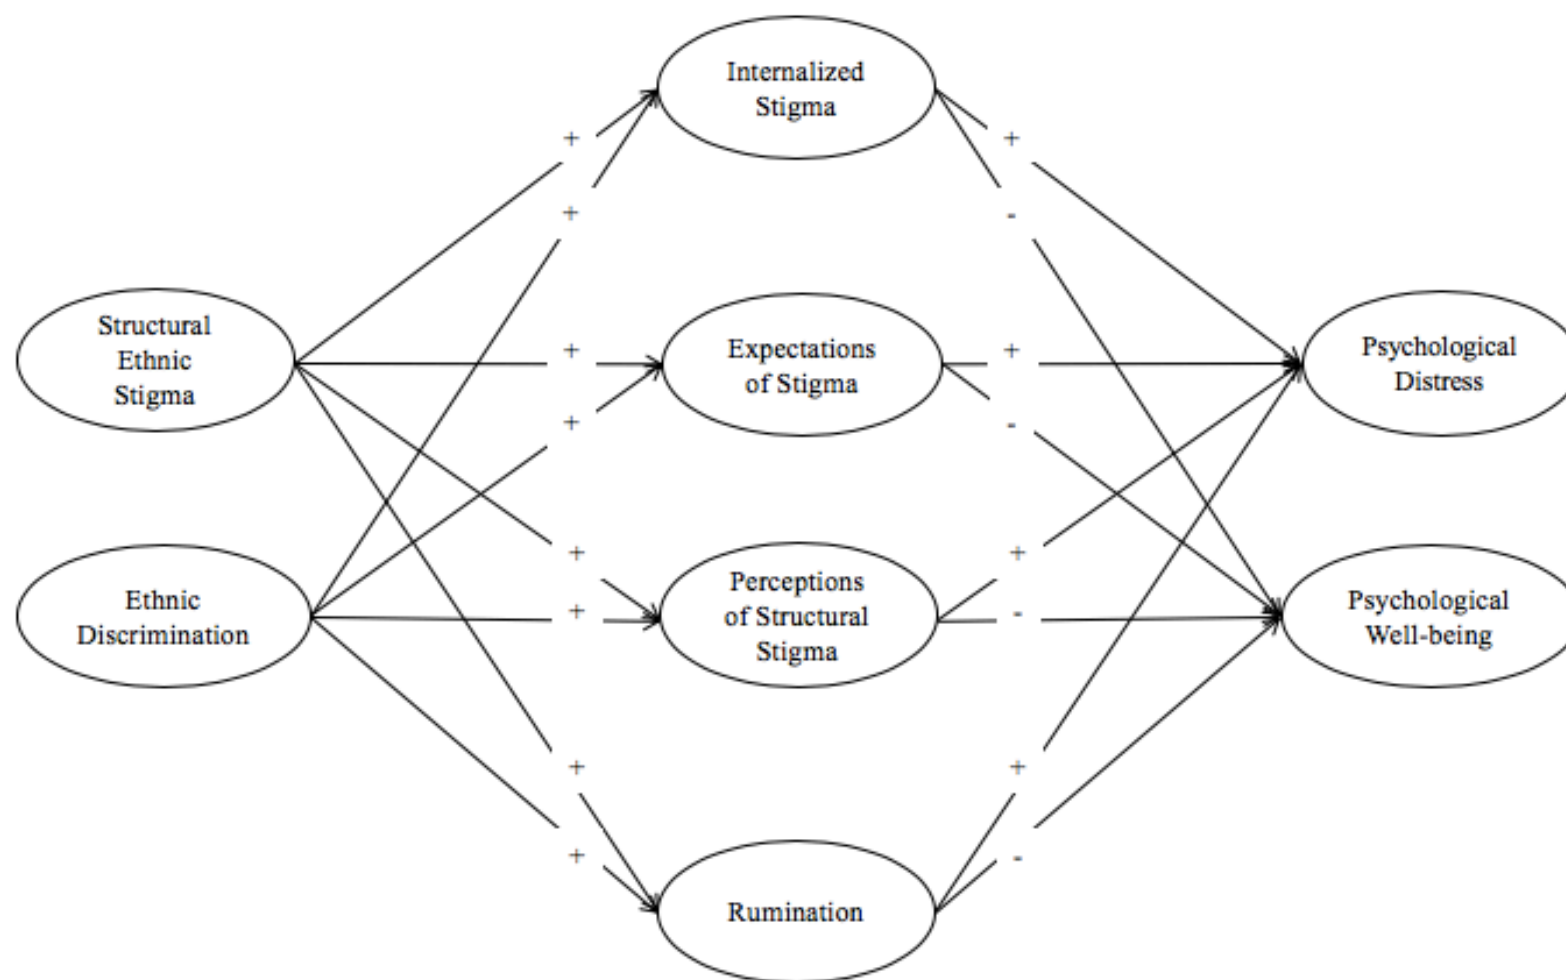 Internalized
Stigma
+
+
+
-
Structural
Ethnic
Stigma
+
+
Expectations
of Stigma
+
-
Psychological
Distress
Ethnic
Discrimination
+
+
Perceptions
of Structural
Stigma
+
-
Psychological
Well-being
+
+
Rumination
+
-